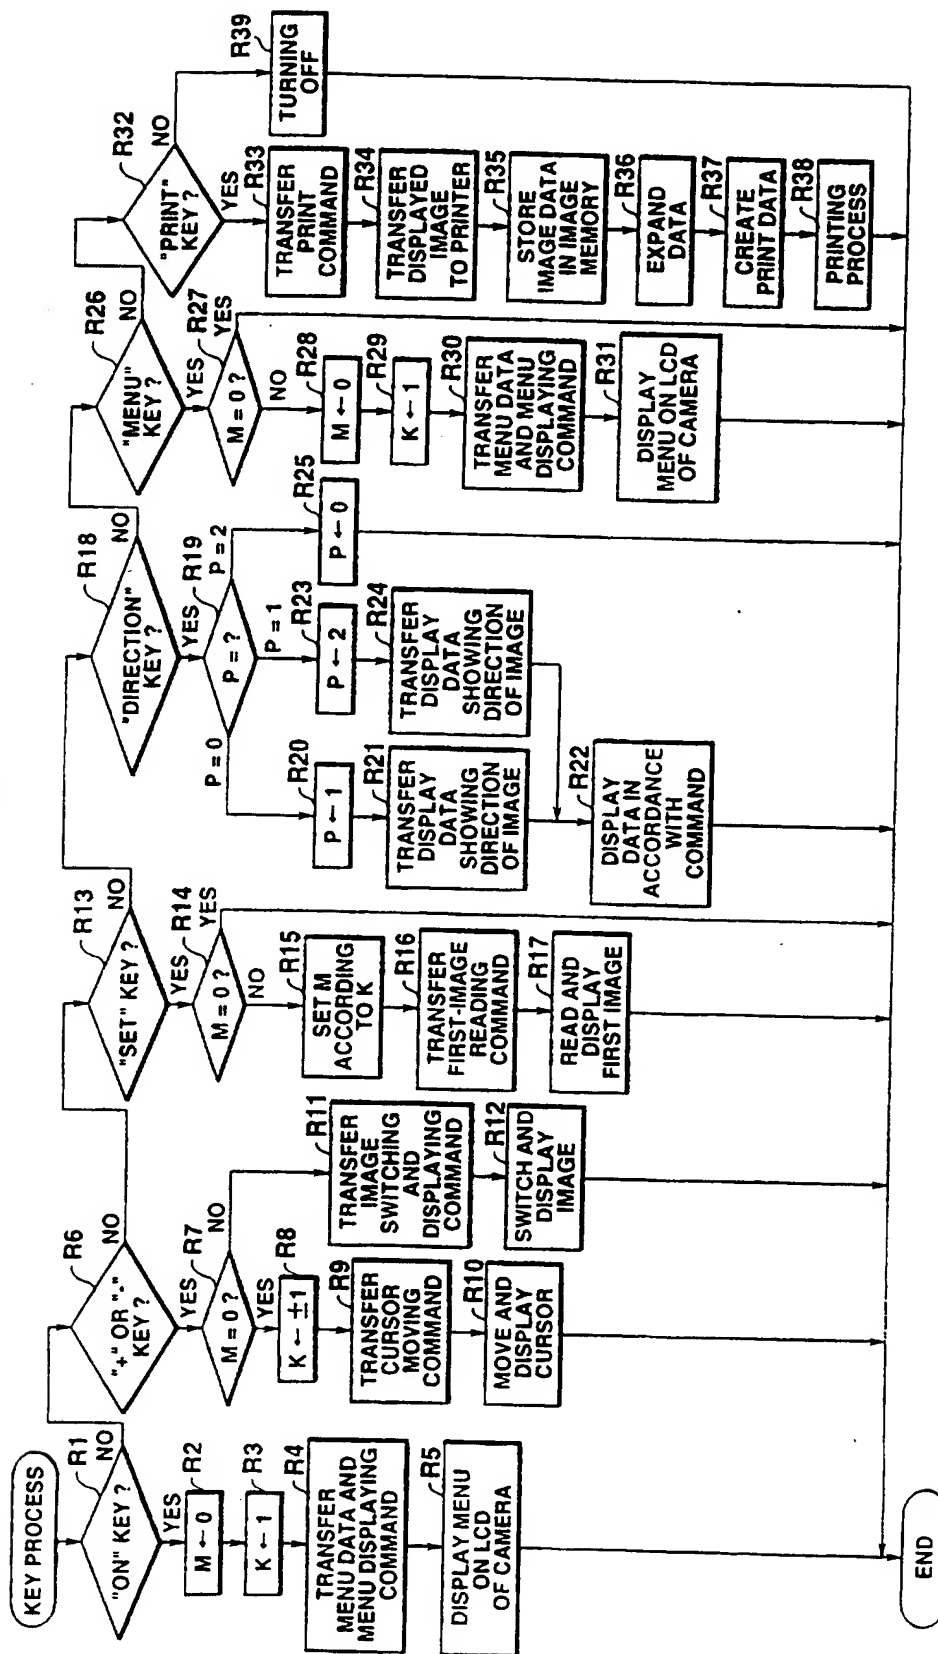 KEY PROCESS
R1
"ON" KEY ?
NO
YES
R2
M ← 0
R3
K ← 1
R4
TRANSFER
MENU DATA AND
MENU DISPLAYING
COMMAND
R5
DISPLAY MENU
ON LCD
OF CAMERA
R6
"+" OR "-"
KEY ?
NO
YES
R7
M = 0 ?
NO
YES
R8
K ← ±1
R9
TRANSFER
CURSOR
MOVING
COMMAND
R10
MOVE AND
DISPLAY
CURSOR
R11
TRANSFER
IMAGE
SWITCHING
AND
DISPLAYING
COMMAND
R12
SWITCH AND
DISPLAY
IMAGE
R13
"SET" KEY ?
NO
YES
R14
M = 0 ?
YES
NO
R15
SET M
ACCORDING
TO K
R16
TRANSFER
FIRST-IMAGE
READING
COMMAND
R17
READ AND
DISPLAY
FIRST IMAGE
R18
"DIRECTION"
KEY ?
NO
YES
R19
P = ?
P = 0
P = 1
P = 2
R20
P ← 1
R21
TRANSFER
DISPLAY
DATA
SHOWING
DIRECTION
OF IMAGE
R22
DISPLAY
DATA IN
ACCORDANCE
WITH
COMMAND
R23
P ← 2
R24
TRANSFER
DISPLAY
DATA
SHOWING
DIRECTION
OF IMAGE
R25
P ← 0
R26
"MENU"
KEY ?
NO
YES
R27
M = 0 ?
YES
NO
R28
M ← 0
R29
K ← 1
R30
TRANSFER
MENU DATA
AND MENU
DISPLAYING
COMMAND
R31
DISPLAY
MENU ON LCD
OF CAMERA
R32
"PRINT"
KEY ?
NO
YES
R33
TRANSFER
PRINT
COMMAND
R34
TRANSFER
DISPLAYED
IMAGE
TO PRINTER
R35
STORE
IMAGE DATA
IN IMAGE
MEMORY
R36
EXPAND
DATA
R37
CREATE
PRINT DATA
R38
PRINTING
PROCESS
R39
TURNING
OFF
END